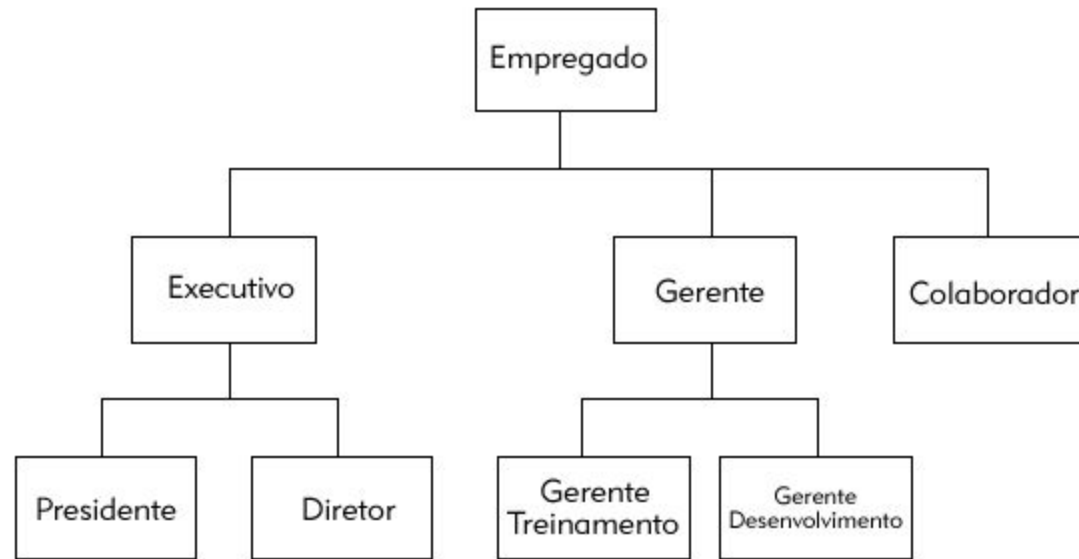 Empregado
Executivo
Gerente
Colaborador
Presidente
Diretor
Gerente
Treinamento
Gerente
Desenvolvimento